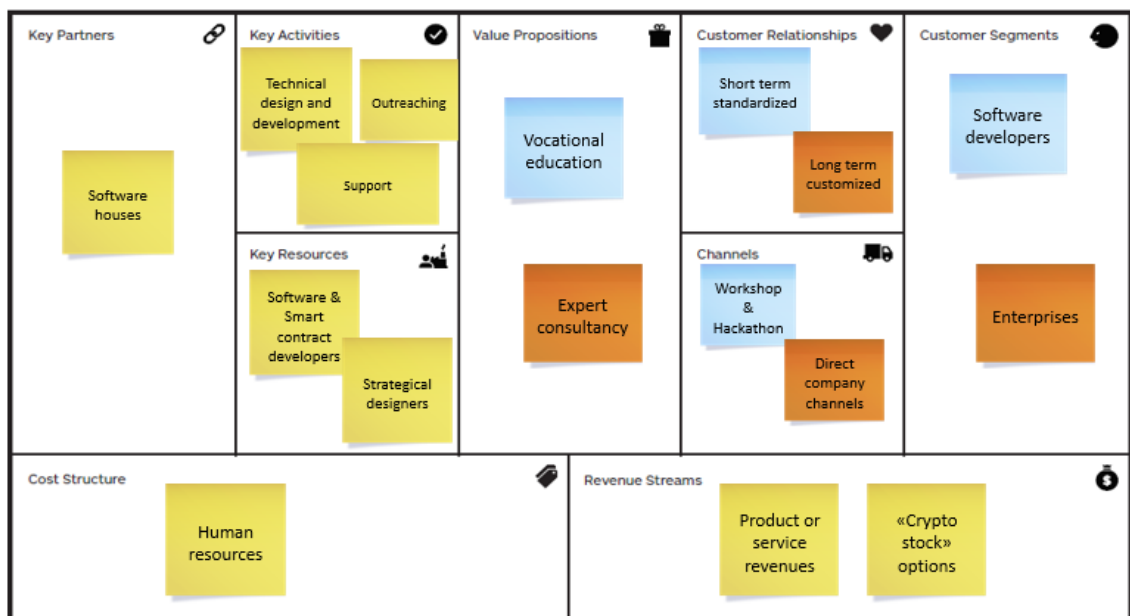 Key Partners
Software
houses
Key Activities
Technical
design and
development
Outreaching
Support
Key Resources
Software &
Smart
contract
developers
Strategical
designers
Value Propositions
Vocational
education
Expert
consultancy
Customer Relationships
Short term
standardized
Long term
customized
Channels
Workshop
&
Hackathon
Direct
company
channels
Customer Segments
Software
developers
Enterprises
Cost Structure
Human
resources
Revenue Streams
Product or
service
revenues
«Crypto
stock»
options
$